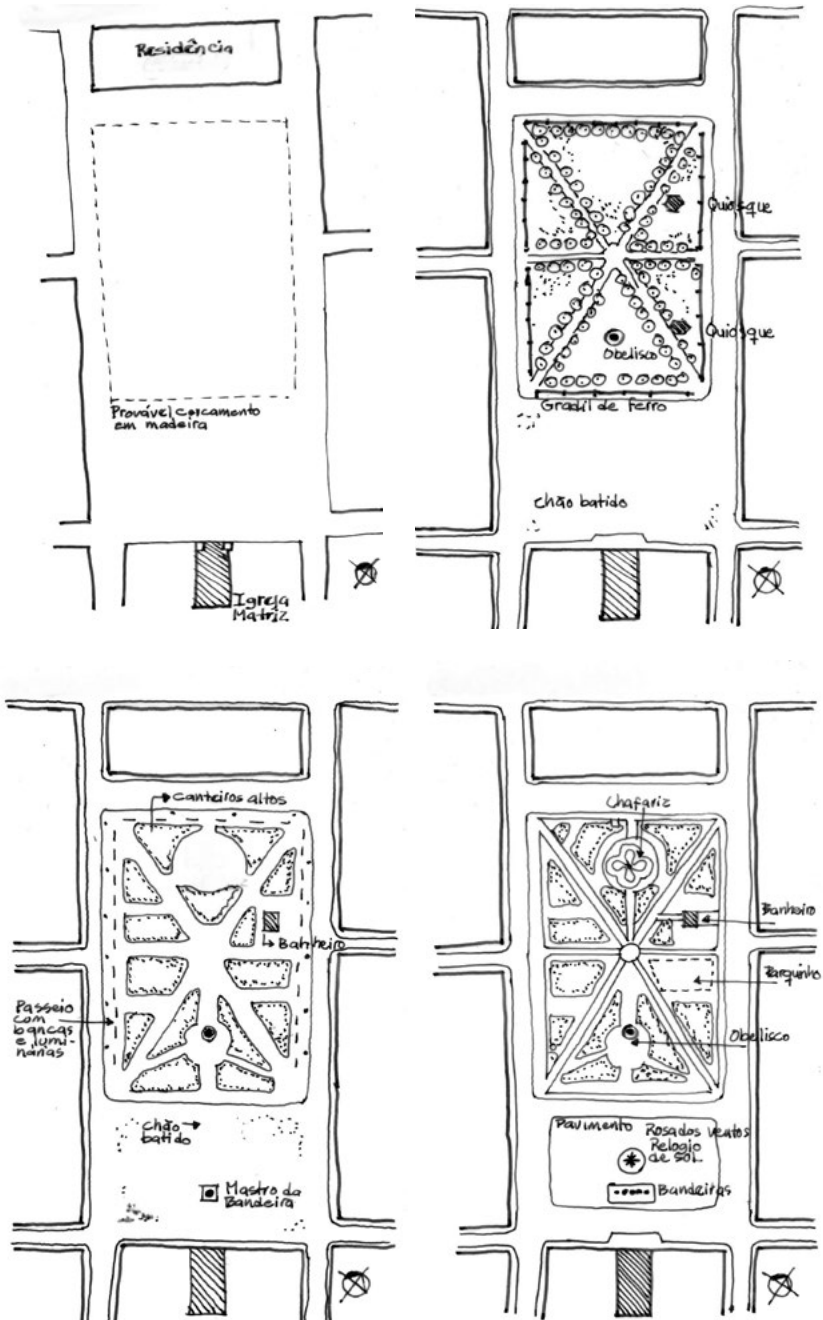 Residência
Provável cercamento
em madeira
Igreja
Matriz
Quiosque
Quiosque
Obelisco
Gradil de Ferro
chão batido
canteiros altos
Banheiro
Passeio
com
bancas
e lumi-
nárias
chão
batido
Mastro da
Bandeira
Chafariz
Banheiro
Parquinho
Obelisco
Pavimento
Rosados ventos
Relogio
de SOL
Bandeiras